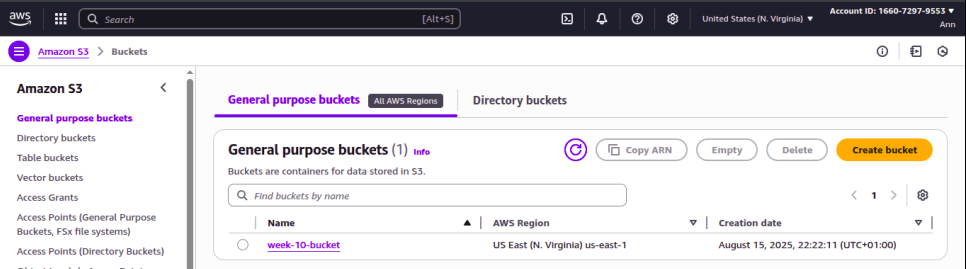 aws
Search [Alt+S]
United States (N. Virginia) ▼
Account ID: 1660-7297-9553 ▼
Ann
Amazon S3 > Buckets
Amazon S3
General purpose buckets
Directory buckets
Table buckets
Vector buckets
Access Grants
Access Points (General Purpose
Buckets, FSx file systems)
Access Points (Directory Buckets)
General purpose buckets All AWS Regions
Directory buckets
General purpose buckets (1) Info
Copy ARN
Empty
Delete
Create bucket
Buckets are containers for data stored in S3.
Find buckets by name
1
Name AWS Region Creation date
week-10-bucket US East (N. Virginia) us-east-1 August 15, 2025, 22:22:11 (UTC+01:00)